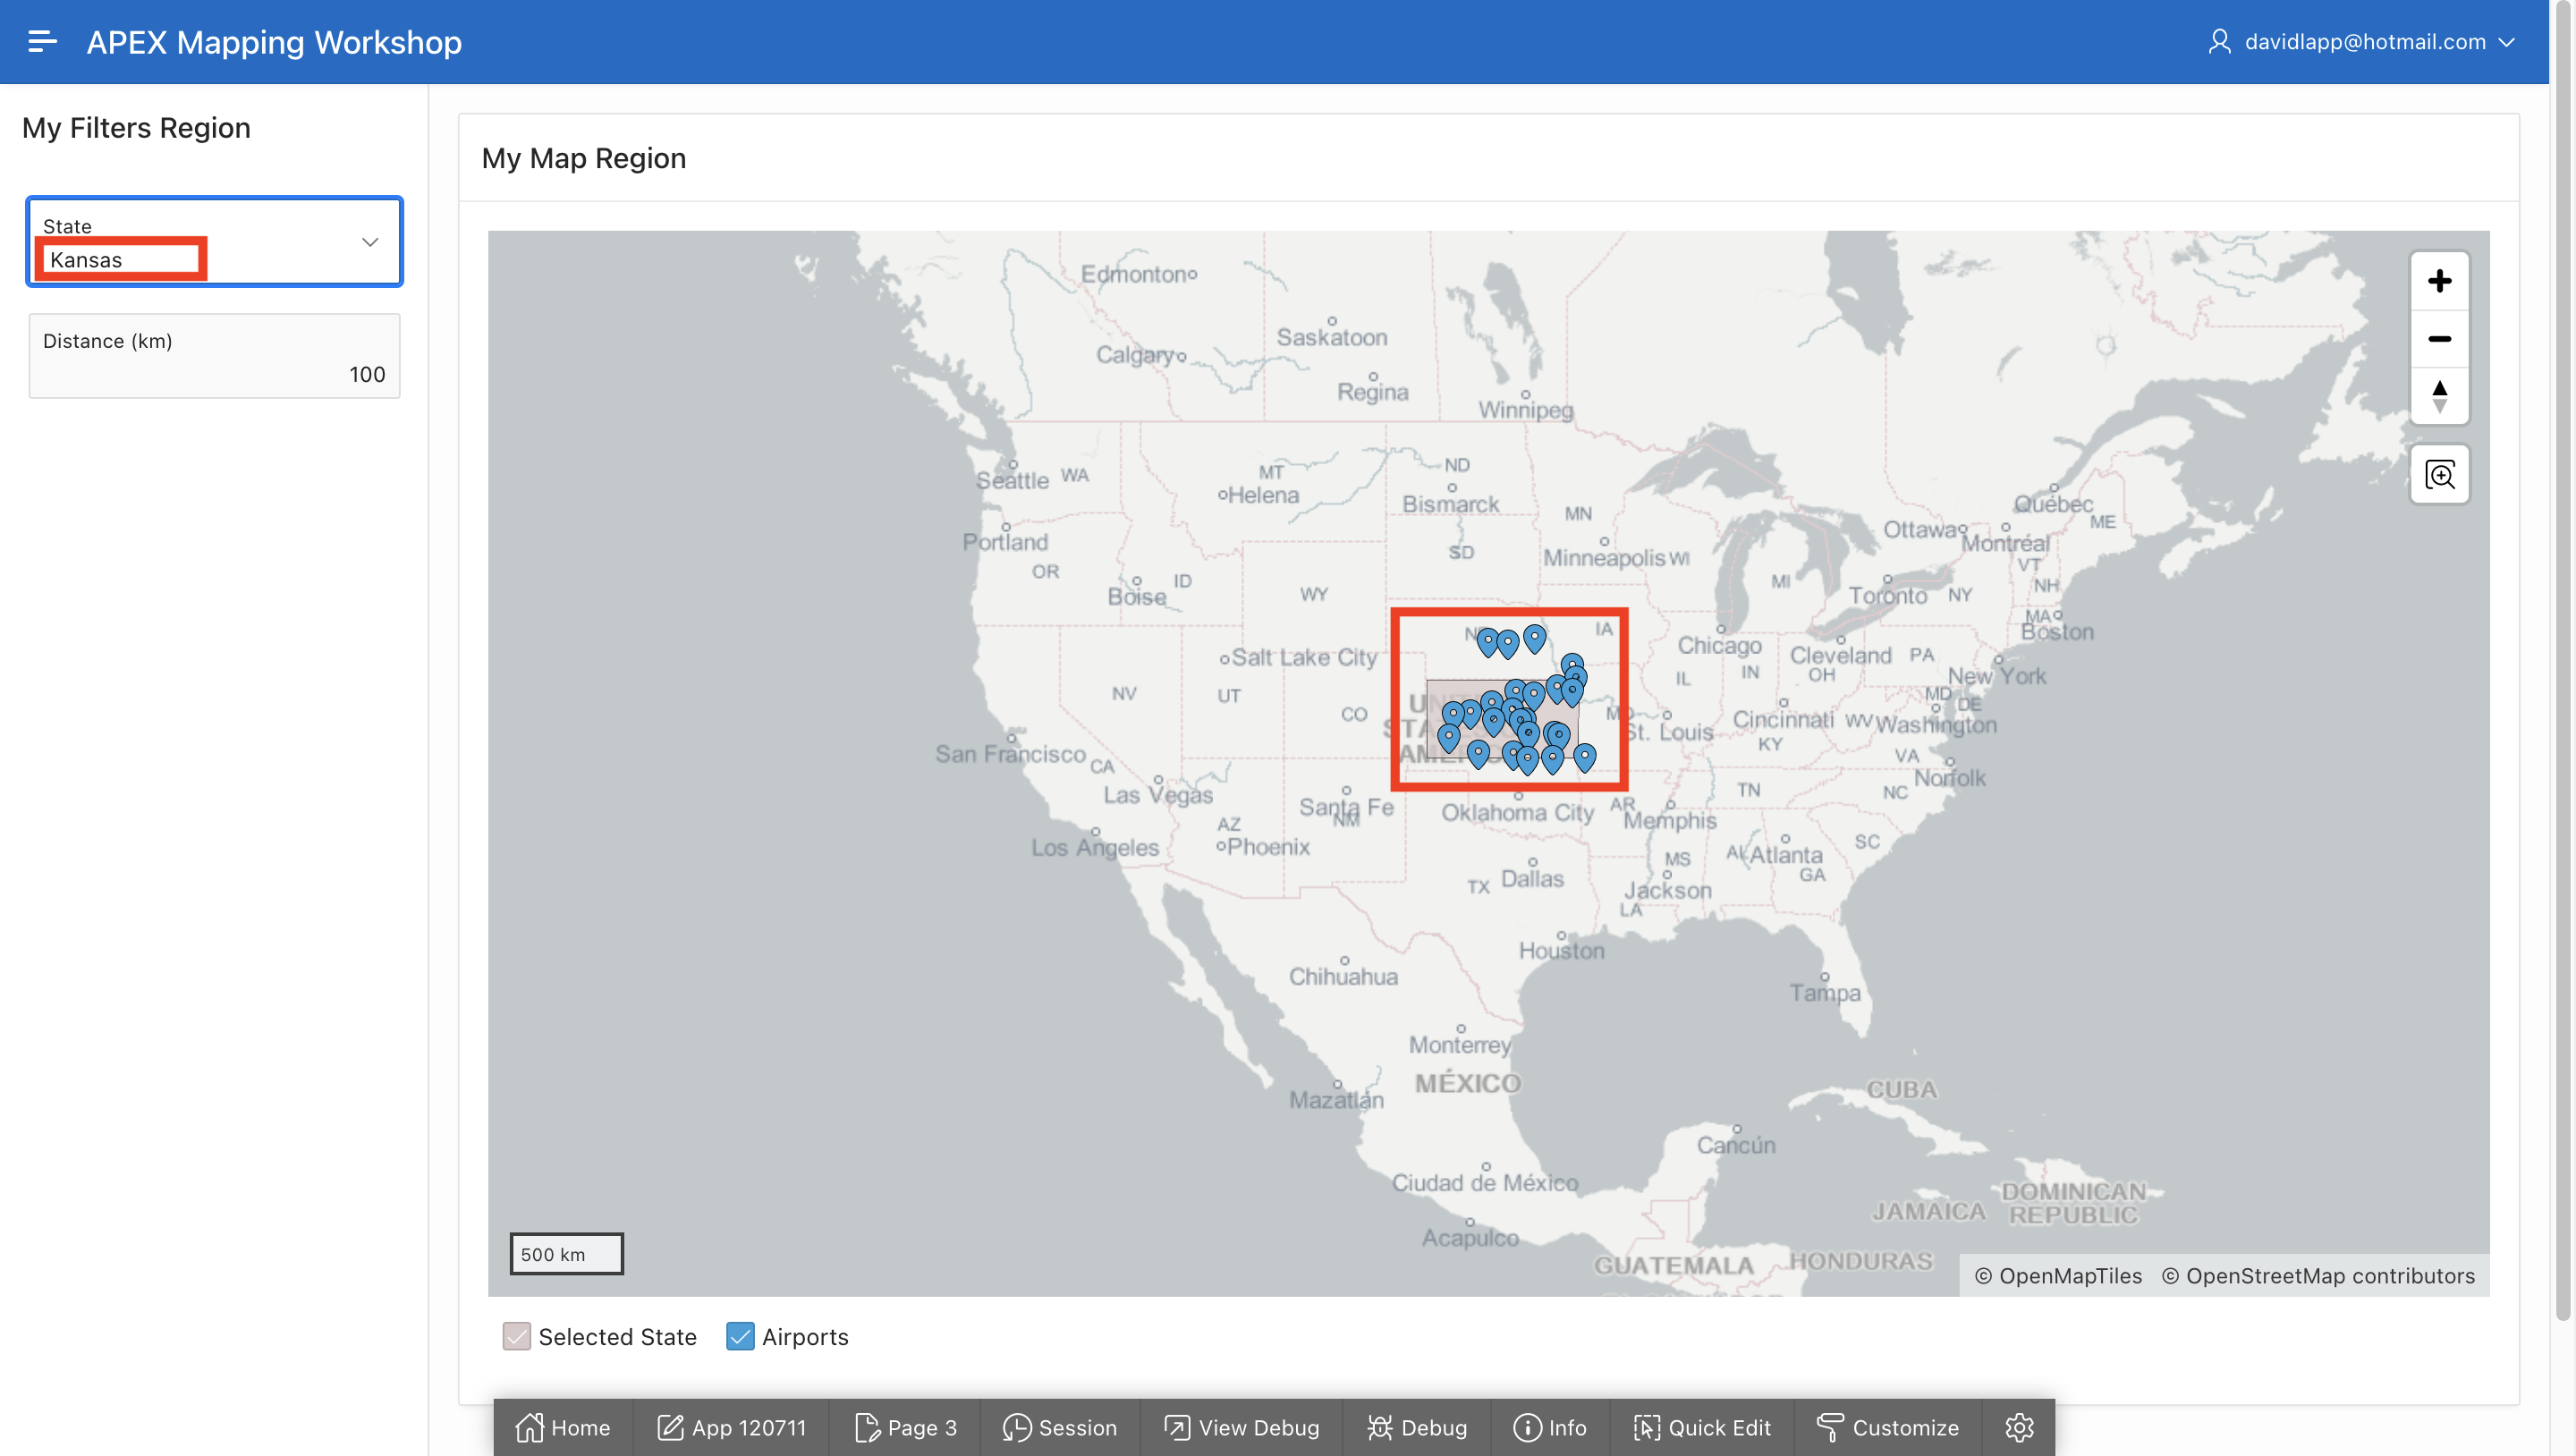 APEX Mapping Workshop
davidlapp@hotmail.com
My Filters Region
State
Kansas
Distance (km)
100
My Map Region
Edmonton
Saskatoon
Calgary
Regina
Winnipeg
Seattle
WA
MT
Helena
ND
Bismarck
MN
Québec
ME
Ottawa
Montréal
Portland
OR
SD
Minneapolis
WI
VT
NH
Boise
ID
WY
MI
Toronto
NY
MA
Boston
IA
Chicago
Cleveland
PA
Salt Lake City
New York
NV
UT
CO
IL
IN
OH
MD
DE
MO
St. Louis
Cincinnati
WV
Washington
San Francisco
CA
KY
VA
Norfolk
Las Vegas
Santa Fe
NM
Oklahoma City
AR
Memphis
TN
NC
AZ
Phoenix
Los Angeles
MS
AL
Atlanta
SC
GA
TX
Dallas
Jackson
LA
Houston
Chihuahua
Tampa
Monterrey
MÉXICO
Mazatlán
CUBA
Cancún
Ciudad de México
JAMAICA
DOMINICAN
REPUBLIC
Acapulco
GUATEMALA
HONDURAS
500 km
© OpenMapTiles © OpenStreetMap contributors
Selected State
Airports
Home
App 120711
Page 3
Session
View Debug
Debug
Info
Quick Edit
Customize